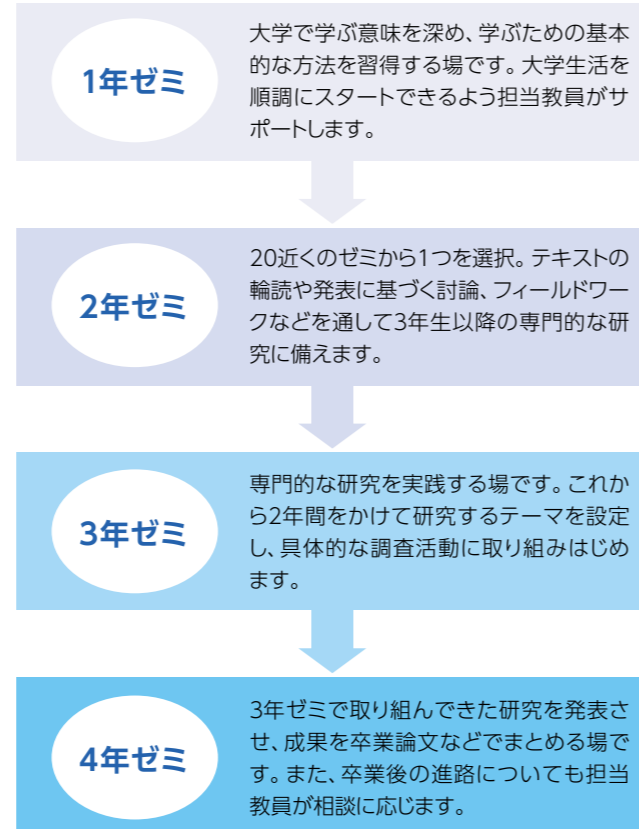 1年ゼミ
大学で学ぶ意味を深め、学ぶための基本
的な方法を習得する場です。大学生活を
順調にスタートできるよう担当教員がサ
ポートします。
2年ゼミ
20近くのゼミから1つを選択。テキストの
輪読や発表に基づく討論、フィールドワー
クなどを通して3年生以降の専門的な研
究に備えます。
3年ゼミ
専門的な研究を実践する場です。これか
ら2年間をかけて研究するテーマを設定
し、具体的な調査活動に取り組みはじめ
ます。
4年ゼミ
3年ゼミで取り組んできた研究を発表さ
せ、成果を卒業論文などでまとめる場で
す。また、卒業後の進路についても担当
教員が相談に応じます。